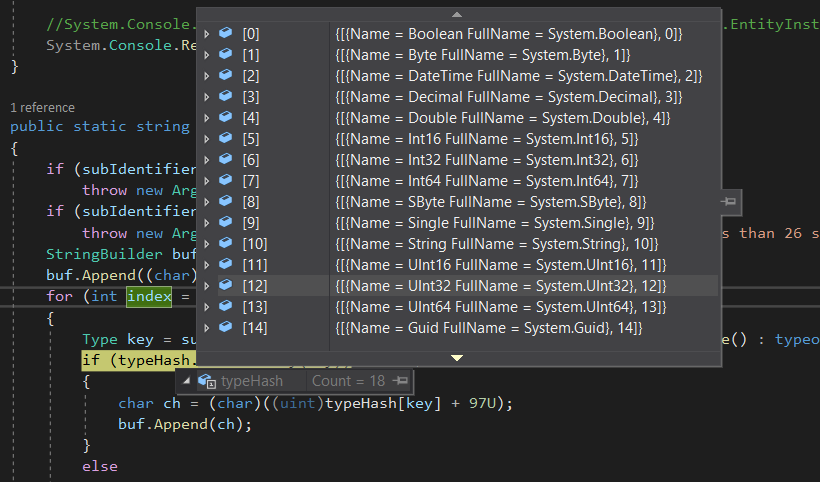 //System.Console. .EntityInst
System.Console.Re
}
1 reference
public static string
{
if (subIdentifier
throw new Arg
if (subIdentifier
throw new Arg s than 26 s
StringBuilder buf
buf.Append((char)
for (int index =
{
Type key = su e() : typeo
if (typeHash.
{
char ch = (char)((uint)typeHash[key] + 97U);
buf.Append(ch);
}
else
[0] {[{Name = Boolean FullName = System.Boolean}, 0]}
[1] {[{Name = Byte FullName = System.Byte}, 1]}
[2] {[{Name = DateTime FullName = System.DateTime}, 2]}
[3] {[{Name = Decimal FullName = System.Decimal}, 3]}
[4] {[{Name = Double FullName = System.Double}, 4]}
[5] {[{Name = Int16 FullName = System.Int16}, 5]}
[6] {[{Name = Int32 FullName = System.Int32}, 6]}
[7] {[{Name = Int64 FullName = System.Int64}, 7]}
[8] {[{Name = SByte FullName = System.SByte}, 8]}
[9] {[{Name = Single FullName = System.Single}, 9]}
[10] {[{Name = String FullName = System.String}, 10]}
[11] {[{Name = UInt16 FullName = System.UInt16}, 11]}
[12] {[{Name = UInt32 FullName = System.UInt32}, 12]}
[13] {[{Name = UInt64 FullName = System.UInt64}, 13]}
[14] {[{Name = Guid FullName = System.Guid}, 14]}
typeHash Count = 18